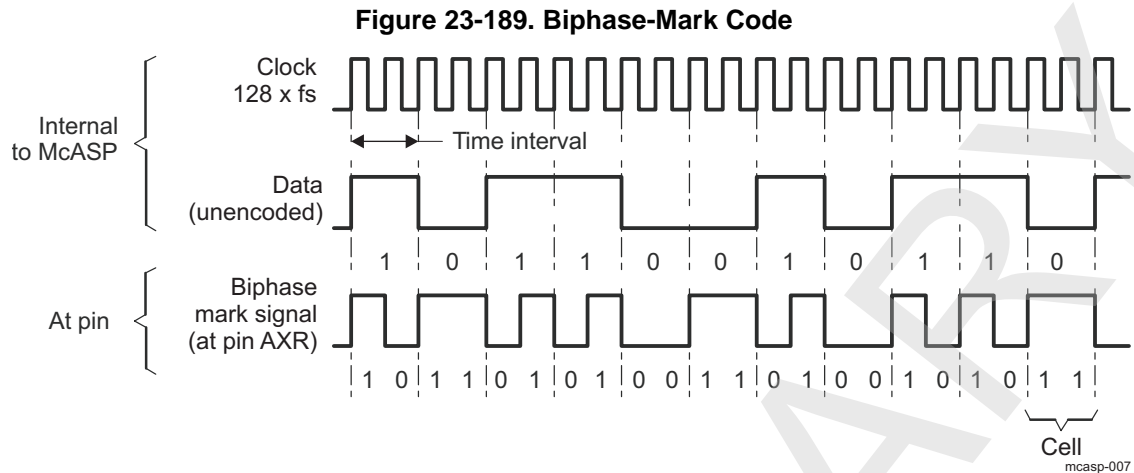 Figure 23-189. Biphase-Mark Code
Clock
128 x fs
Internal
to McASP
Time interval
Data
(unencoded)
1 0 1 1 0 0 1 0 1 1 0
Biphase
mark signal
(at pin AXR)
At pin
1 0 1 1 0 1 0 1 0 0 1 1 0 1 0 0 1 0 1 0 1 1
Cell
mcasp-007
ARY